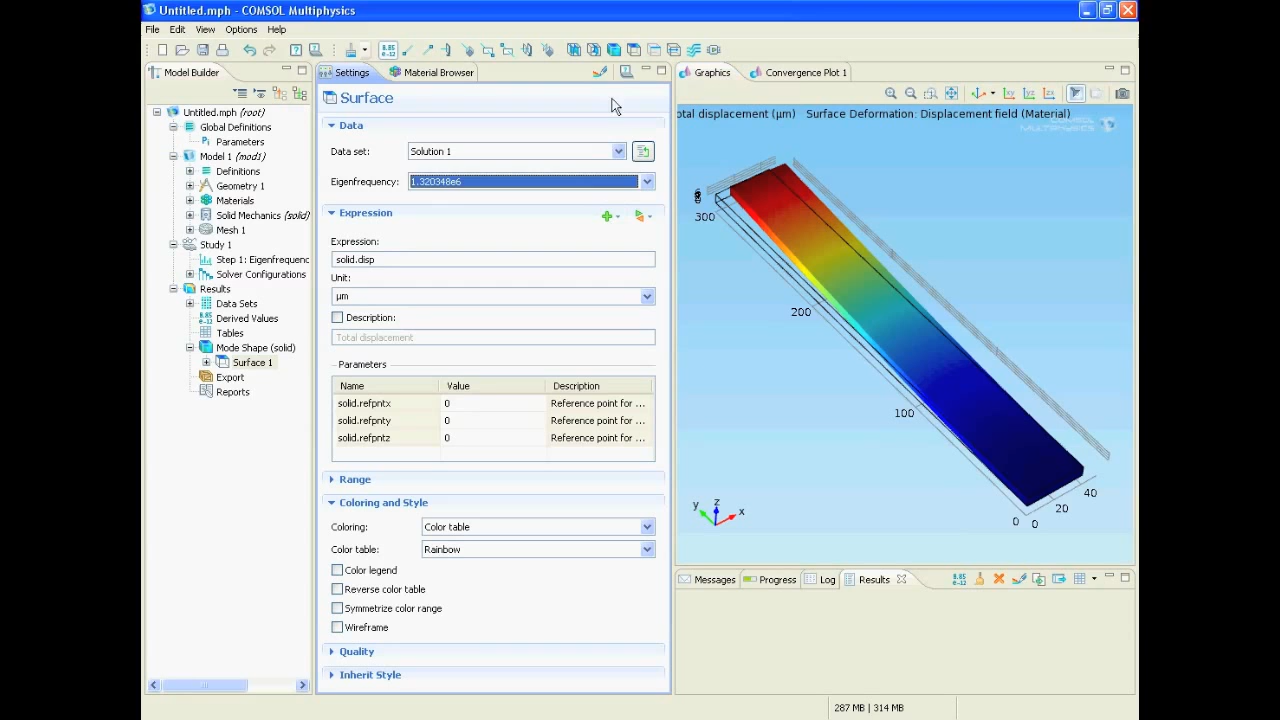 Untitled.mph - COMSOL Multiphysics
File Edit View Options Help
Model Builder
Untitled.mph (root)
Global Definitions
Parameters
Model 1 (mod1)
Definitions
Geometry 1
Materials
Solid Mechanics (solid)
Mesh 1
Study 1
Step 1: Eigenfrequenc
Solver Configurations
Results
Data Sets
Derived Values
Tables
Mode Shape (solid)
Surface 1
Export
Reports
Settings Material Browser
Surface
Data
Data set: Solution 1
Eigenfrequency: 1.320348e6
Expression
Expression:
solid.disp
Unit:
µm
Description:
Total displacement
Parameters
Name Value Description
solid.refpntx 0 Reference point for ...
solid.refpnty 0 Reference point for ...
solid.refpntz 0 Reference point for ...
Range
Coloring and Style
Coloring: Color table
Color table: Rainbow
Color legend
Reverse color table
Symmetrize color range
Wireframe
Quality
Inherit Style
Graphics Convergence Plot 1
otal displacement (µm) Surface Deformation: Displacement field (Material)
COMSOL
MULTIPHYSICS
300
200
100
0
0
20
40
y z x
Messages Progress Log Results
8.85
e-12
287 MB | 314 MB